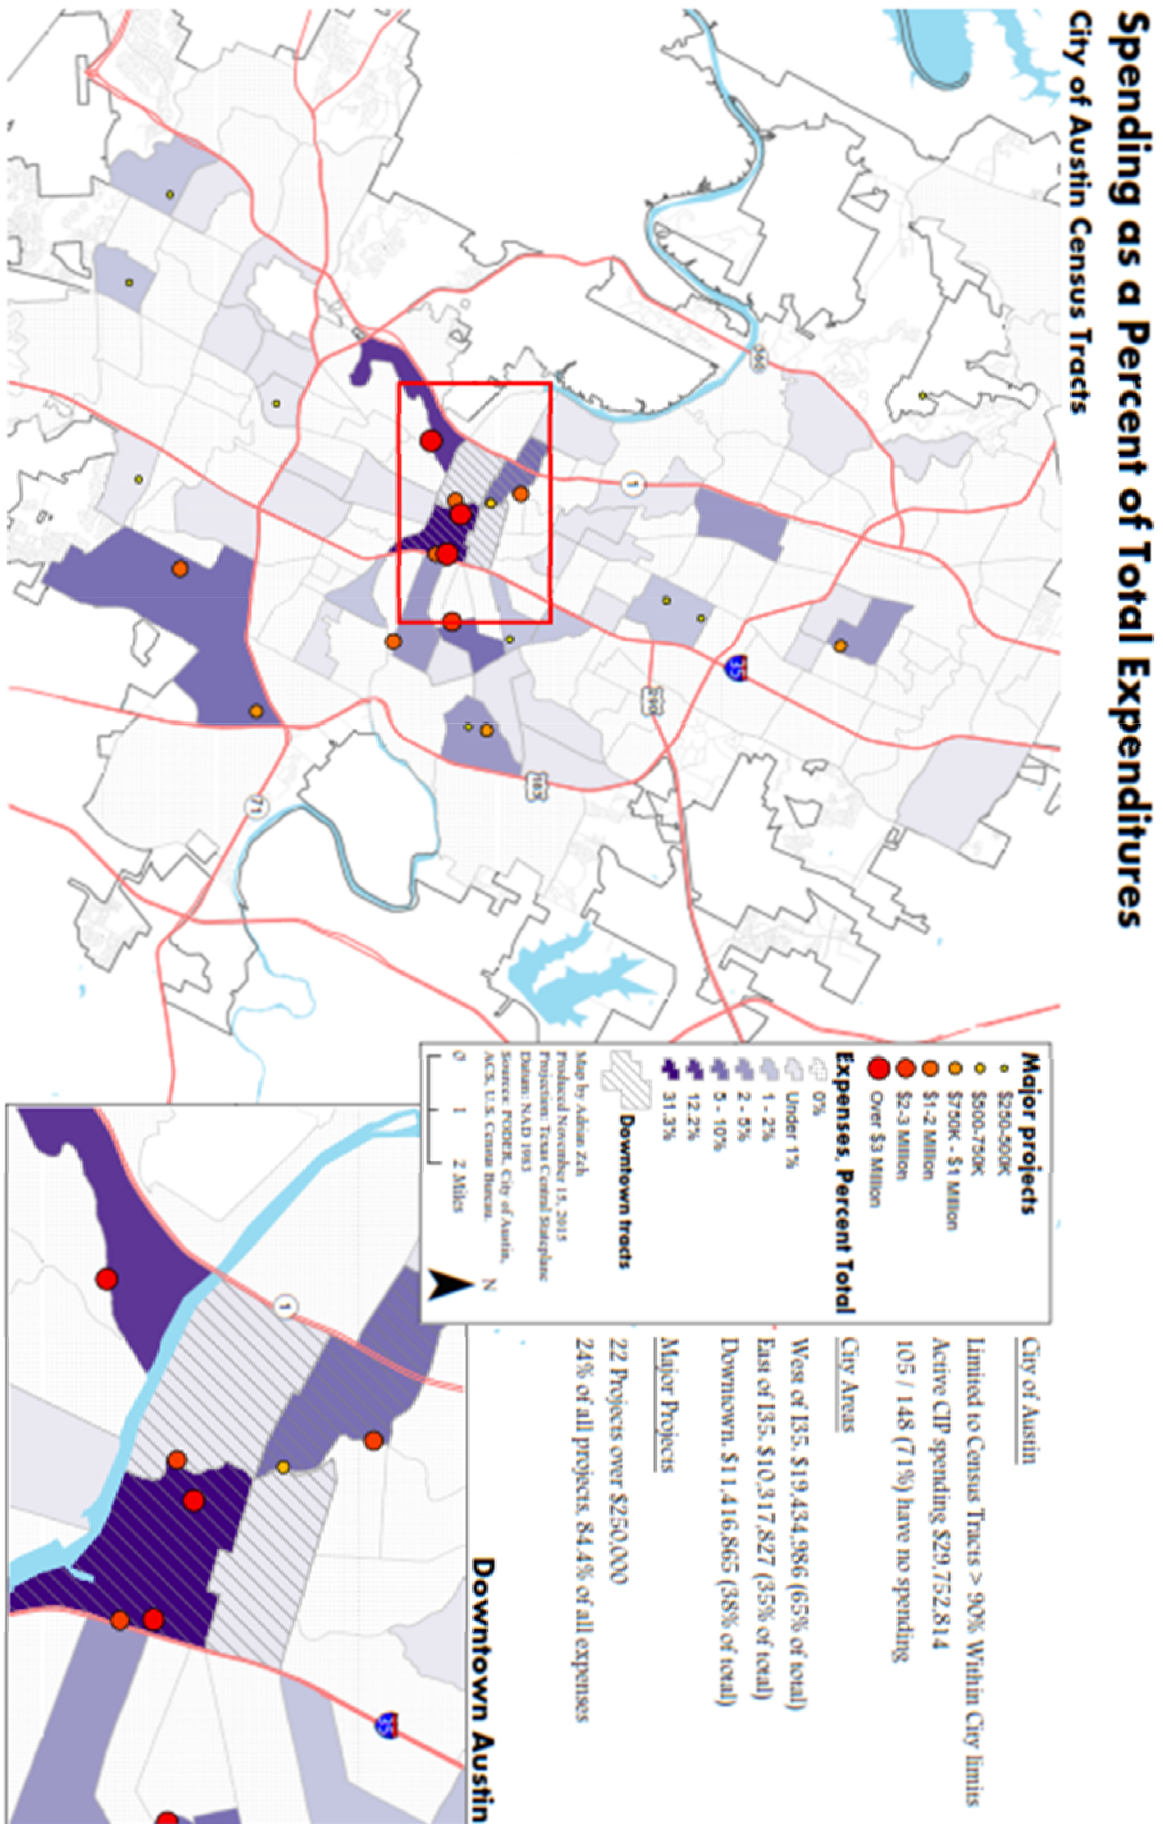 Spending as a Percent of Total Expenditures
City of Austin Census Tracts
360
1
35
290
183
71
Major projects
$250-500K
$500-750K
$750K - $1 Million
$1-2 Million
$2-3 Million
Over $3 Million
Expenses, Percent Total
0%
Under 1%
1 - 2%
2 - 5%
5 - 10%
12.2%
31.3%
Downtown tracts
Map by Adrian Zeh
Produced November 15, 2015
Projection: Texas Central Stateplane
Datum: NAD 1983
Source: PODER, City of Austin,
ACS, U.S. Census Bureau.
0 1 2 Miles
N
City of Austin
Limited to Census Tracts > 90% Within City limits
Active CIP spending $29,752,814
105 / 148 (71%) have no spending
City Areas
West of I35. $19,434,986 (65% of total)
East of I35. $10,317,827 (35% of total)
Downtown. $11,416,865 (38% of total)
Major Projects
22 Projects over $250,000
24% of all projects, 84.4% of all expenses
Downtown Austin
1
35